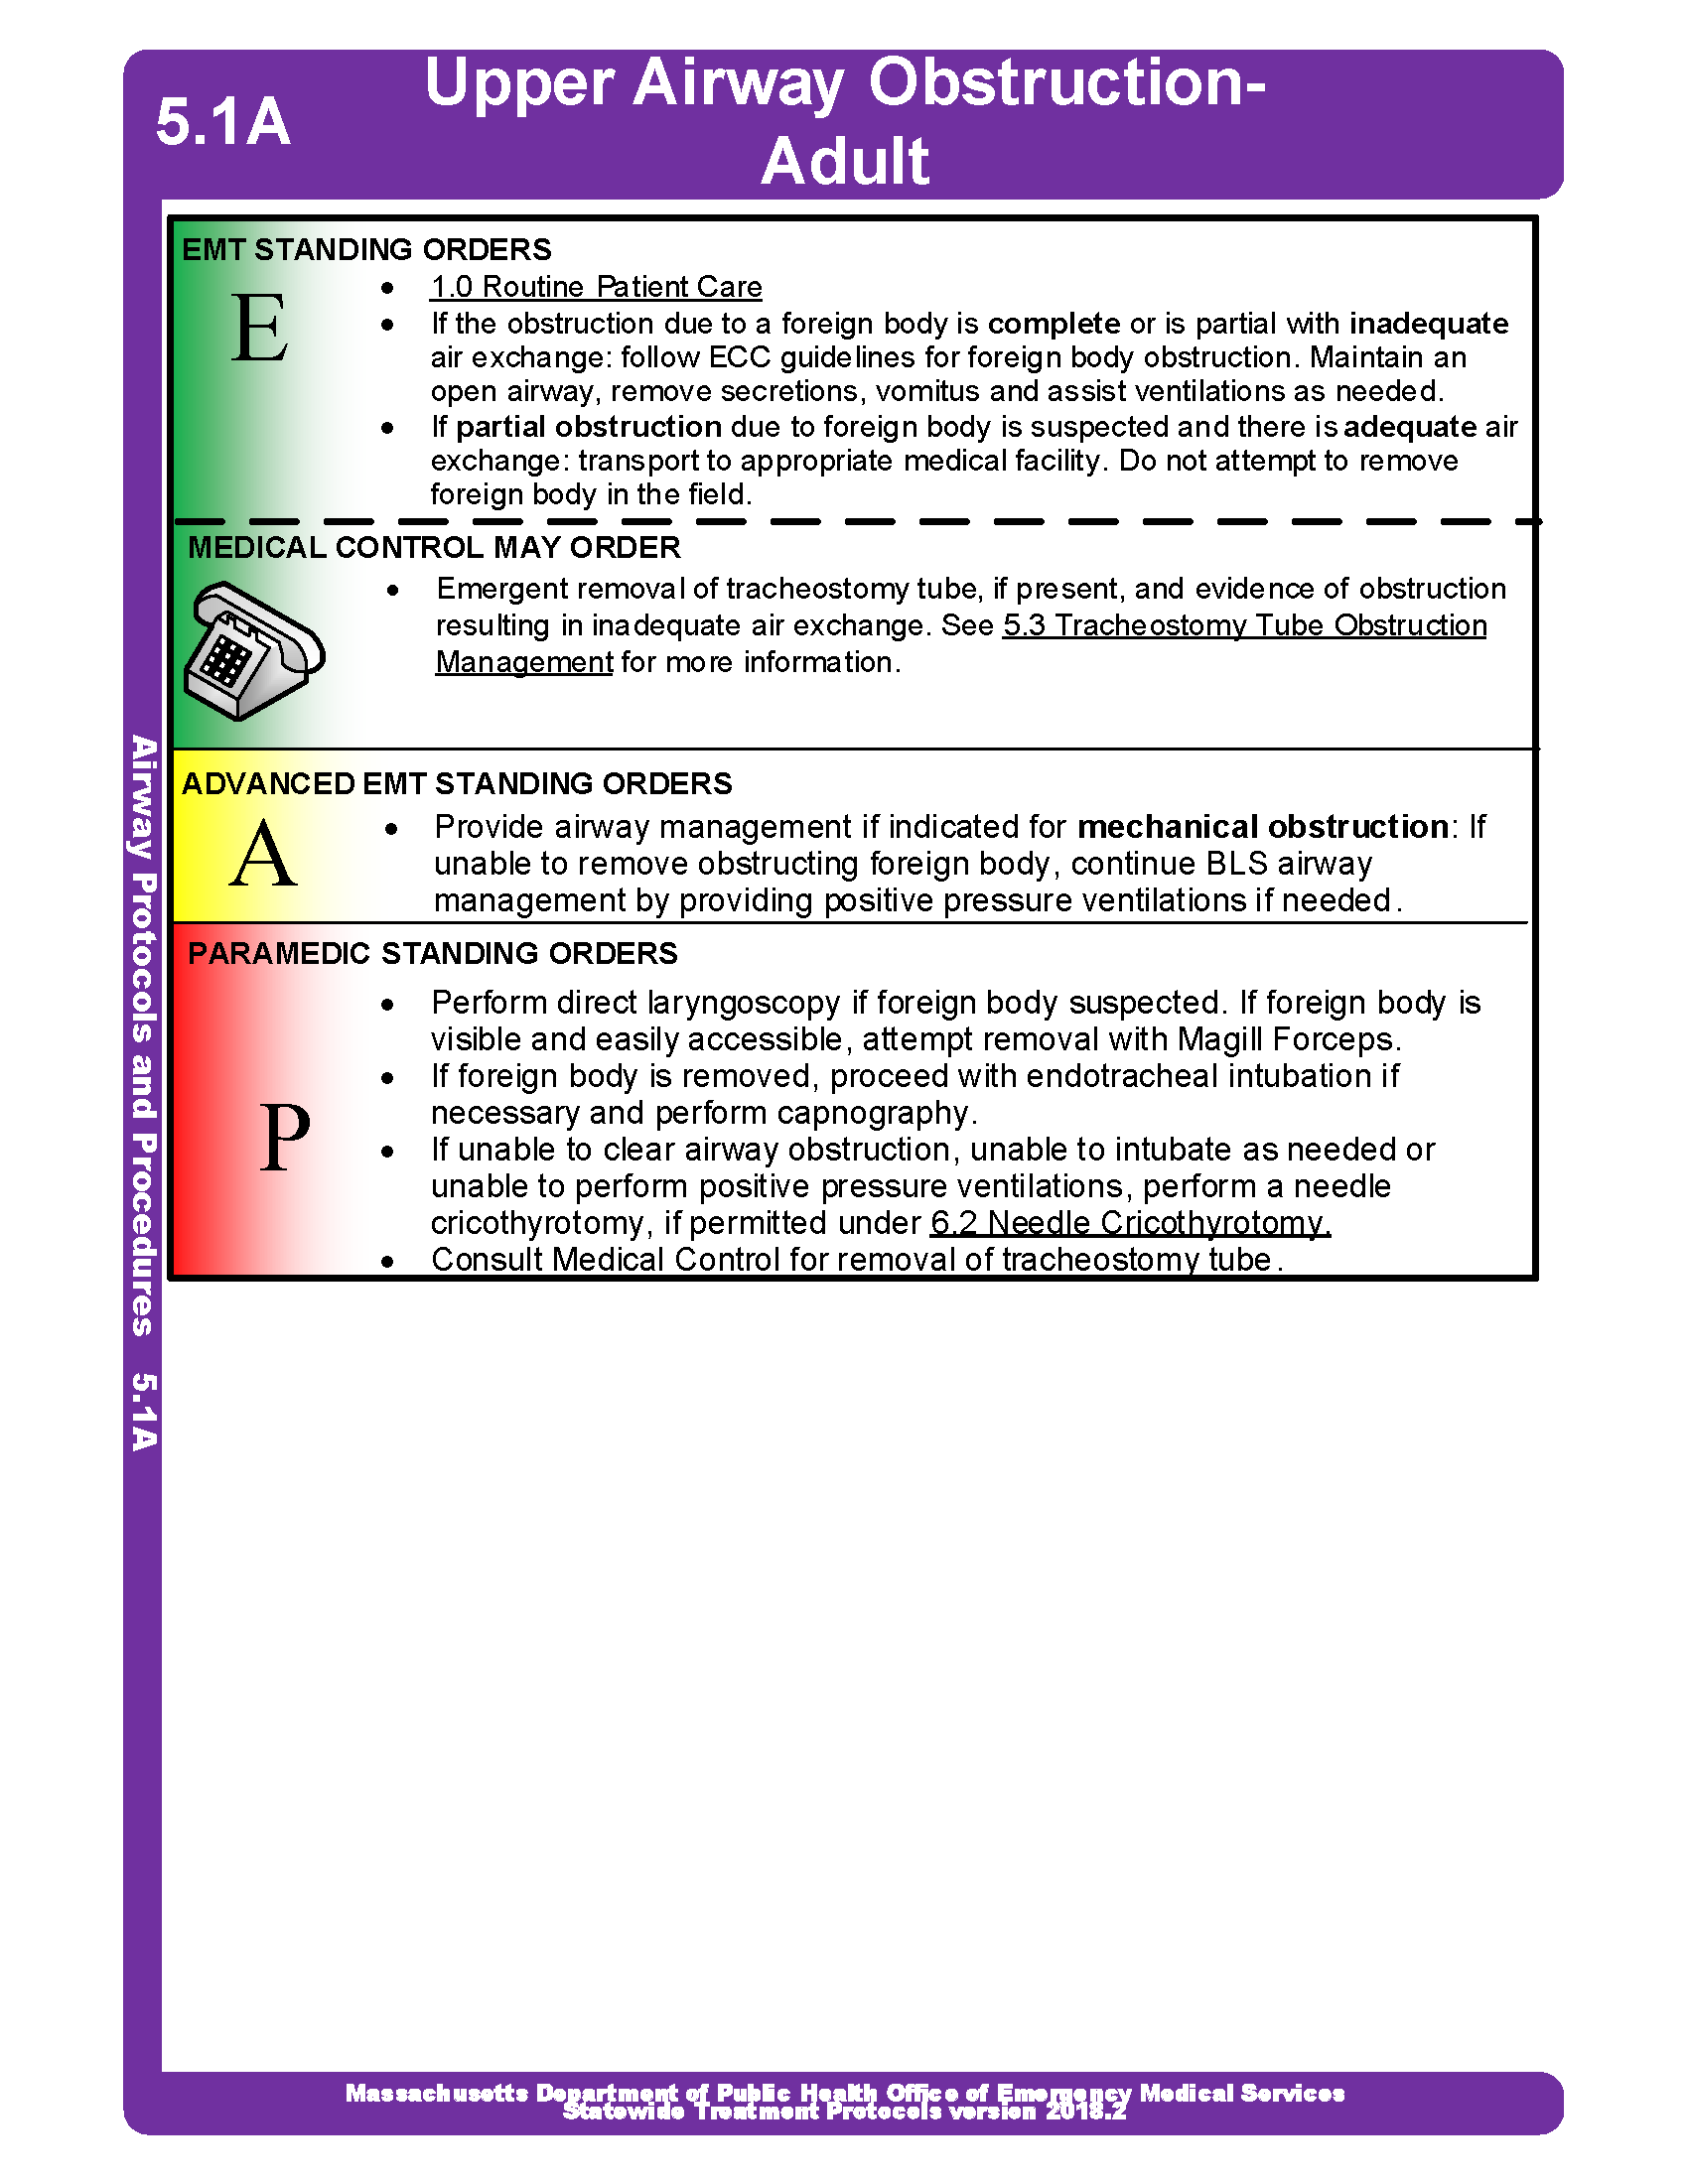 5.1A
Upper Airway Obstruction-
Adult
EMT STANDING ORDERS
E
• 1.0 Routine Patient Care
• If the obstruction due to a foreign body is complete or is partial with inadequate
air exchange: follow ECC guidelines for foreign body obstruction. Maintain an
open airway, remove secretions, vomitus and assist ventilations as needed.
• If partial obstruction due to foreign body is suspected and there is adequate air
exchange: transport to appropriate medical facility. Do not attempt to remove
foreign body in the field.
MEDICAL CONTROL MAY ORDER
• Emergent removal of tracheostomy tube, if present, and evidence of obstruction
resulting in inadequate air exchange. See 5.3 Tracheostomy Tube Obstruction
Management for more information.
ADVANCED EMT STANDING ORDERS
A
• Provide airway management if indicated for mechanical obstruction: If
unable to remove obstructing foreign body, continue BLS airway
management by providing positive pressure ventilations if needed.
PARAMEDIC STANDING ORDERS
P
• Perform direct laryngoscopy if foreign body suspected. If foreign body is
visible and easily accessible, attempt removal with Magill Forceps.
• If foreign body is removed, proceed with endotracheal intubation if
necessary and perform capnography.
• If unable to clear airway obstruction, unable to intubate as needed or
unable to perform positive pressure ventilations, perform a needle
cricothyrotomy, if permitted under 6.2 Needle Cricothyrotomy.
• Consult Medical Control for removal of tracheostomy tube.
Airway Protocols and Procedures 5.1A
Massachusetts Department of Public Health Office of Emergency Medical Services
Statewide Treatment Protocols version 2018.2